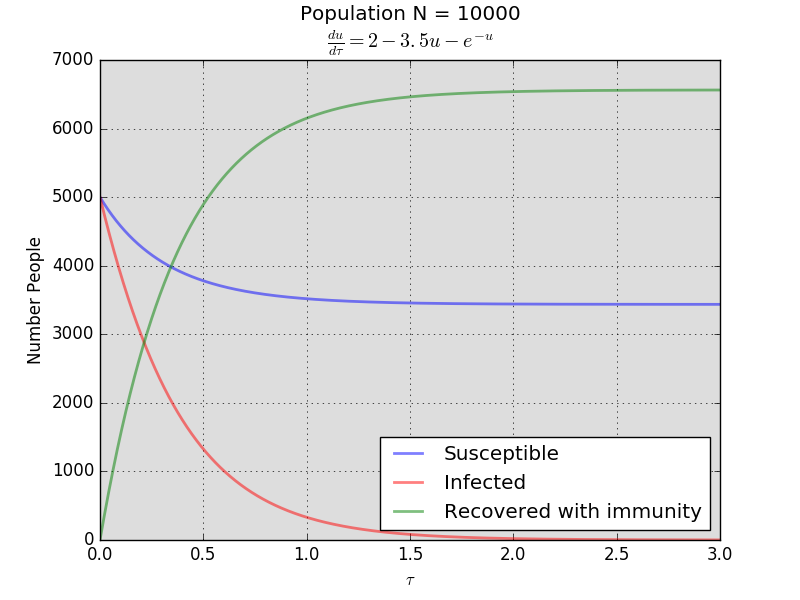 Population N = 10000
du/dτ = 2 − 3.5u − e^{−u}
7000
6000
5000
4000
3000
2000
1000
0
Number People
Susceptible
Infected
Recovered with immunity
0.0 0.5 1.0 1.5 2.0 2.5 3.0
τ